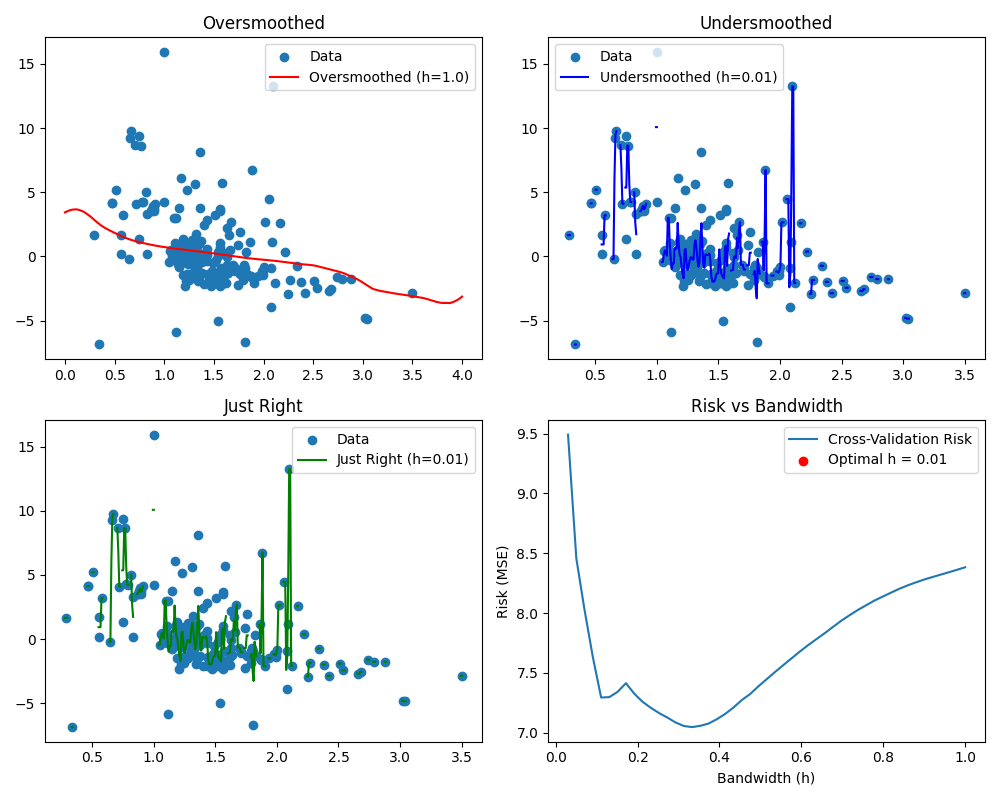 Oversmoothed
Data
Oversmoothed (h=1.0)
15
10
5
0
−5
0.0 0.5 1.0 1.5 2.0 2.5 3.0 3.5 4.0
Undersmoothed
Data
Undersmoothed (h=0.01)
15
10
5
0
−5
0.5 1.0 1.5 2.0 2.5 3.0 3.5
Just Right
Data
Just Right (h=0.01)
15
10
5
0
−5
0.5 1.0 1.5 2.0 2.5 3.0 3.5
Risk vs Bandwidth
Cross-Validation Risk
Optimal h = 0.01
Risk (MSE)
9.5
9.0
8.5
8.0
7.5
7.0
0.0 0.2 0.4 0.6 0.8 1.0
Bandwidth (h)